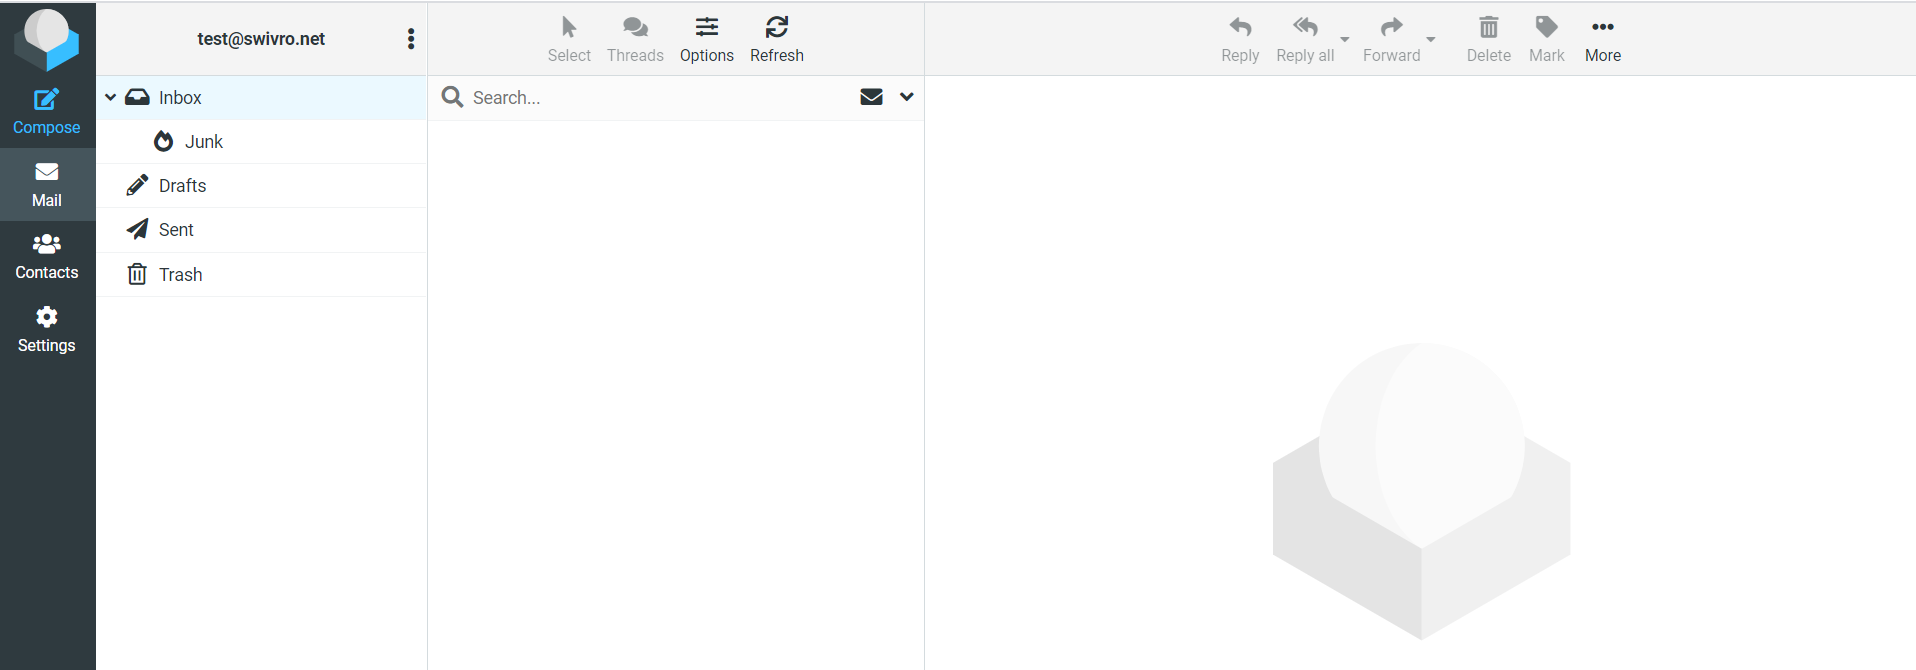 test@swivro.net
Select Threads Options Refresh
Reply Reply all Forward Delete Mark More
Compose
Mail
Contacts
Settings
Inbox
Junk
Drafts
Sent
Trash
Search...